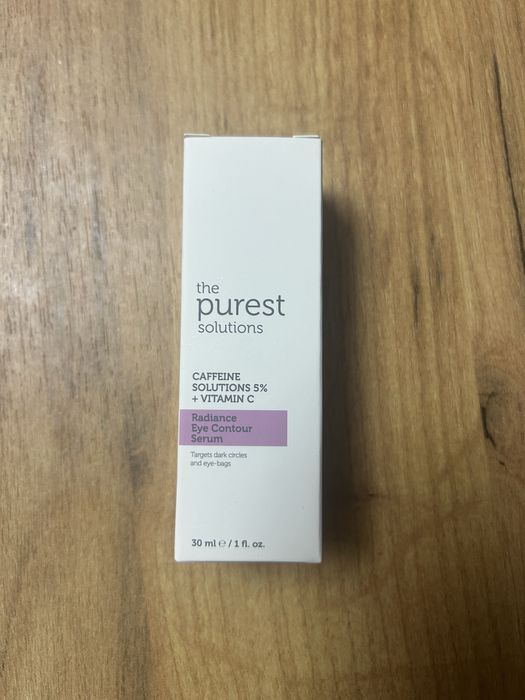 the
purest
solutions
CAFFEINE
SOLUTIONS 5%
+ VITAMIN C
Radiance
Eye Contour
Serum
Targets dark circles
and eye-bags
30 ml ℮ / 1 fl. oz.